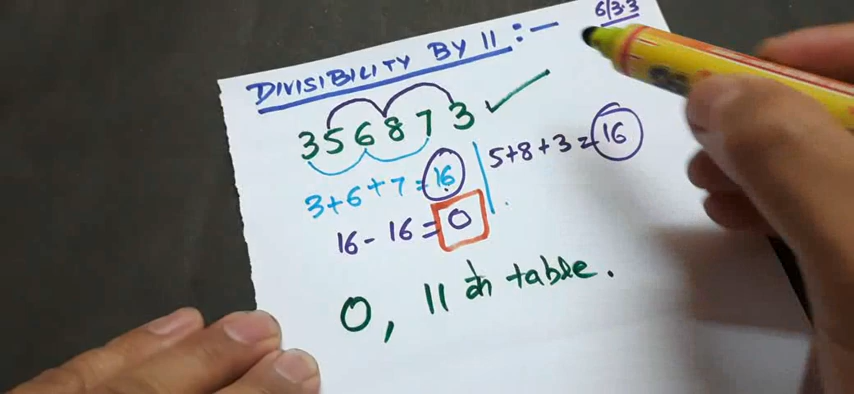 6/3.3
DIVISIBILITY BY 11 :-
356873 ✓
3+6+7=16 | 5+8+3=16
16-16=0
0, 11 in table.